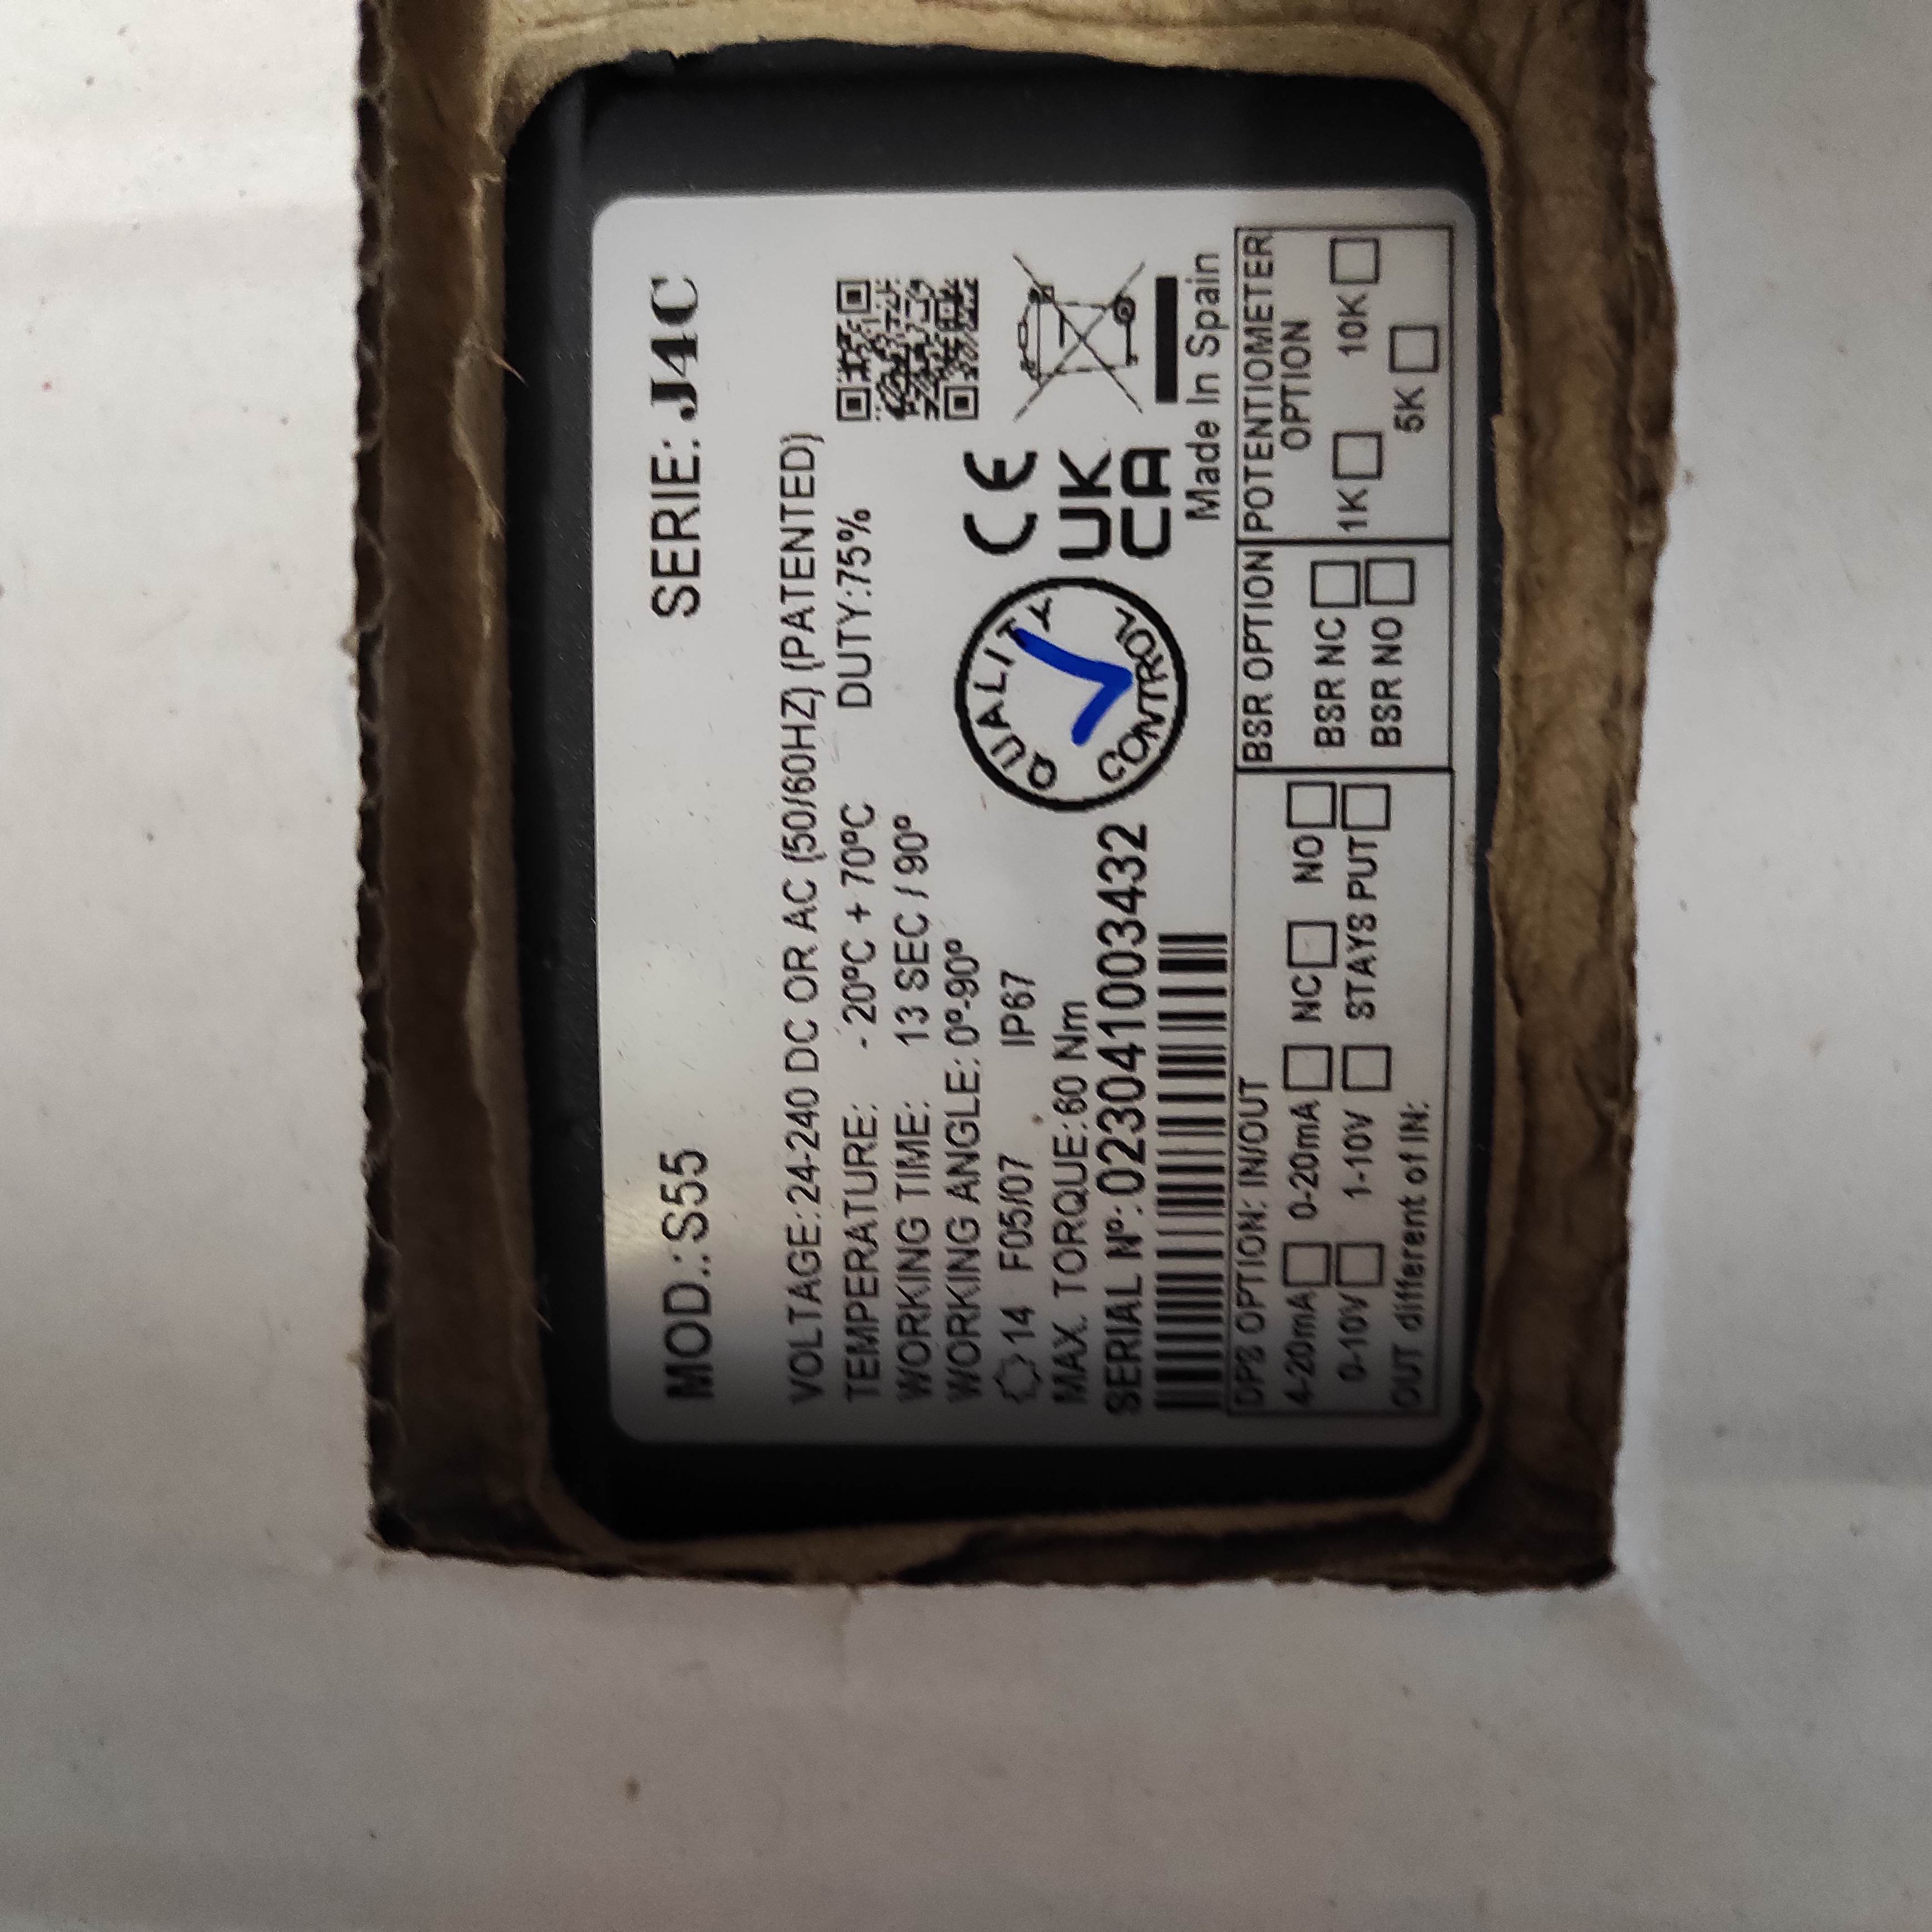 MOD.:S55 SERIE: J4C
VOLTAGE:24-240 DC OR AC (50/60HZ) (PATENTED)
TEMPERATURE: -20ºC + 70ºC DUTY:75%
WORKING TIME: 13 SEC / 90º
WORKING ANGLE: 0º-90º
14 F05/07 IP67
MAX. TORQUE:60 Nm
SERIAL Nº:023041003432
QUALITY CONTROL
CE
UK
CA
Made In Spain
DPS OPTION: IN/OUT
4-20mA 0-20mA NC NO
0-10V 1-10V STAYS PUT
OUT different of IN:
BSR OPTION
BSR NC
BSR NO
POTENTIOMETER
OPTION
1K 10K
5K